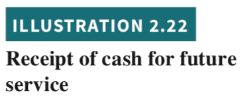 ILLUSTRATION 2.22
Receipt of cash for future
service